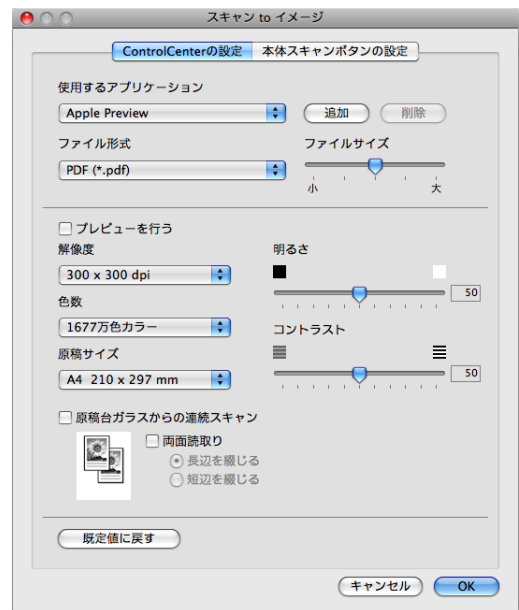 スキャン to イメージ
ControlCenterの設定 本体スキャンボタンの設定
使用するアプリケーション
Apple Preview 追加 削除
ファイル形式 ファイルサイズ
PDF (*.pdf)
小 大
プレビューを行う
解像度 明るさ
300 x 300 dpi
50
色数
1677万色カラー コントラスト
原稿サイズ
A4 210 x 297 mm 50
原稿台ガラスからの連続スキャン
両面読取り
長辺を綴じる
短辺を綴じる
既定値に戻す
キャンセル OK